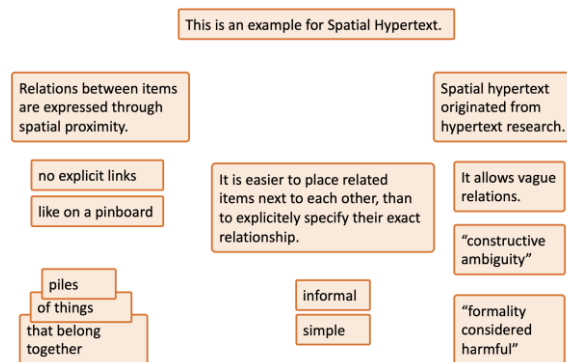 This is an example for Spatial Hypertext.
Relations between items
are expressed through
spatial proximity.
no explicit links
like on a pinboard
piles
of things
that belong
together
It is easier to place related
items next to each other, than
to explicitely specify their exact
relationship.
informal
simple
Spatial hypertext
originated from
hypertext research.
It allows vague
relations.
“constructive
ambiguity”
“formality
considered
harmful”